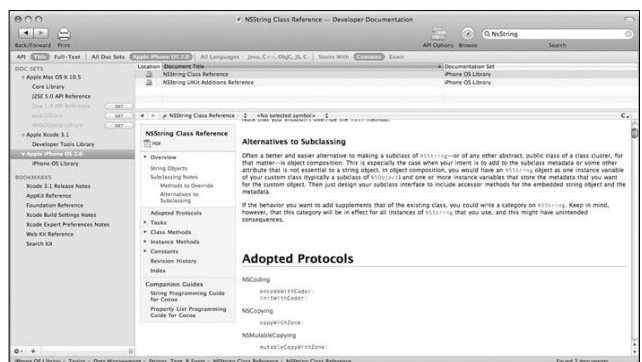 NSString Class Reference — Developer Documentation
Back/Forward Print
API Options Browse Search
NsString
API Title Full-Text All Doc Sets Apple iPhone OS 2.0 All Languages Java, C++, ObjC, JS, C Starts With Contains Exact
DOC SETS
Apple Mac OS X 10.5
Core Library
J2SE 5.0 API Reference
Java Library GET
WebObjects Library GET
Apple Xcode 3.1
Developer Tools Library
Apple iPhone OS 2.0
iPhone OS Library
BOOKMARKS
Xcode 3.1 Release Notes
AppKit Reference
Foundation Reference
Xcode Build Settings Notes
Xcode Expert Preferences Notes
Web Kit Reference
Search Kit
Location Document Title Documentation Set
NSString Class Reference iPhone OS Library
NSString UIKit Additions Reference iPhone OS Library
NSString Class Reference <No selected symbol> C
NSString Class Reference
PDF
Overview
String Objects
Subclassing Notes
Methods to Override
Alternatives to
Subclassing
Adopted Protocols
Tasks
Class Methods
Instance Methods
Constants
Revision History
Index
Companion Guides
String Programming Guide
for Cocoa
Property List Programming
Guide for Cocoa
Alternatives to Subclassing
Often a better and easier alternative to making a subclass of NSString—or of any other abstract, public class of a class cluster, for
that matter—is object composition. This is especially the case when your intent is to add to the subclass metadata or some other
attribute that is not essential to a string object. In object composition, you would have an NSString object as one instance variable
of your custom class (typically a subclass of NSObject) and one or more instance variables that store the metadata that you want
for the custom object. Then just design your subclass interface to include accessor methods for the embedded string object and the
metadata.
If the behavior you want to add supplements that of the existing class, you could write a category on NSString. Keep in mind,
however, that this category will be in effect for all instances of NSString that you use, and this might have unintended
consequences.
Adopted Protocols
NSCoding
encodeWithCoder:
initWithCoder:
NSCopying
copyWithZone:
NSMutableCopying
mutableCopyWithZone:
iPhone OS Library > Topics > Data Management > Strings, Text, & Fonts > NSString Class Reference > NSString Class Reference Found 2 documents